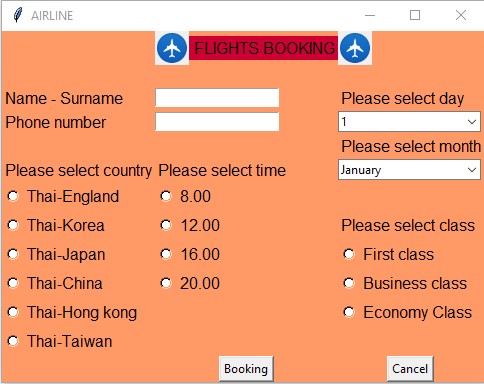 AIRLINE
FLIGHTS BOOKING
Name - Surname
Please select day
Phone number
1
Please select month
Please select country
Please select time
January
Thai-England
8.00
Thai-Korea
12.00
Please select class
Thai-Japan
16.00
First class
Thai-China
20.00
Business class
Thai-Hong kong
Economy Class
Thai-Taiwan
Booking
Cancel